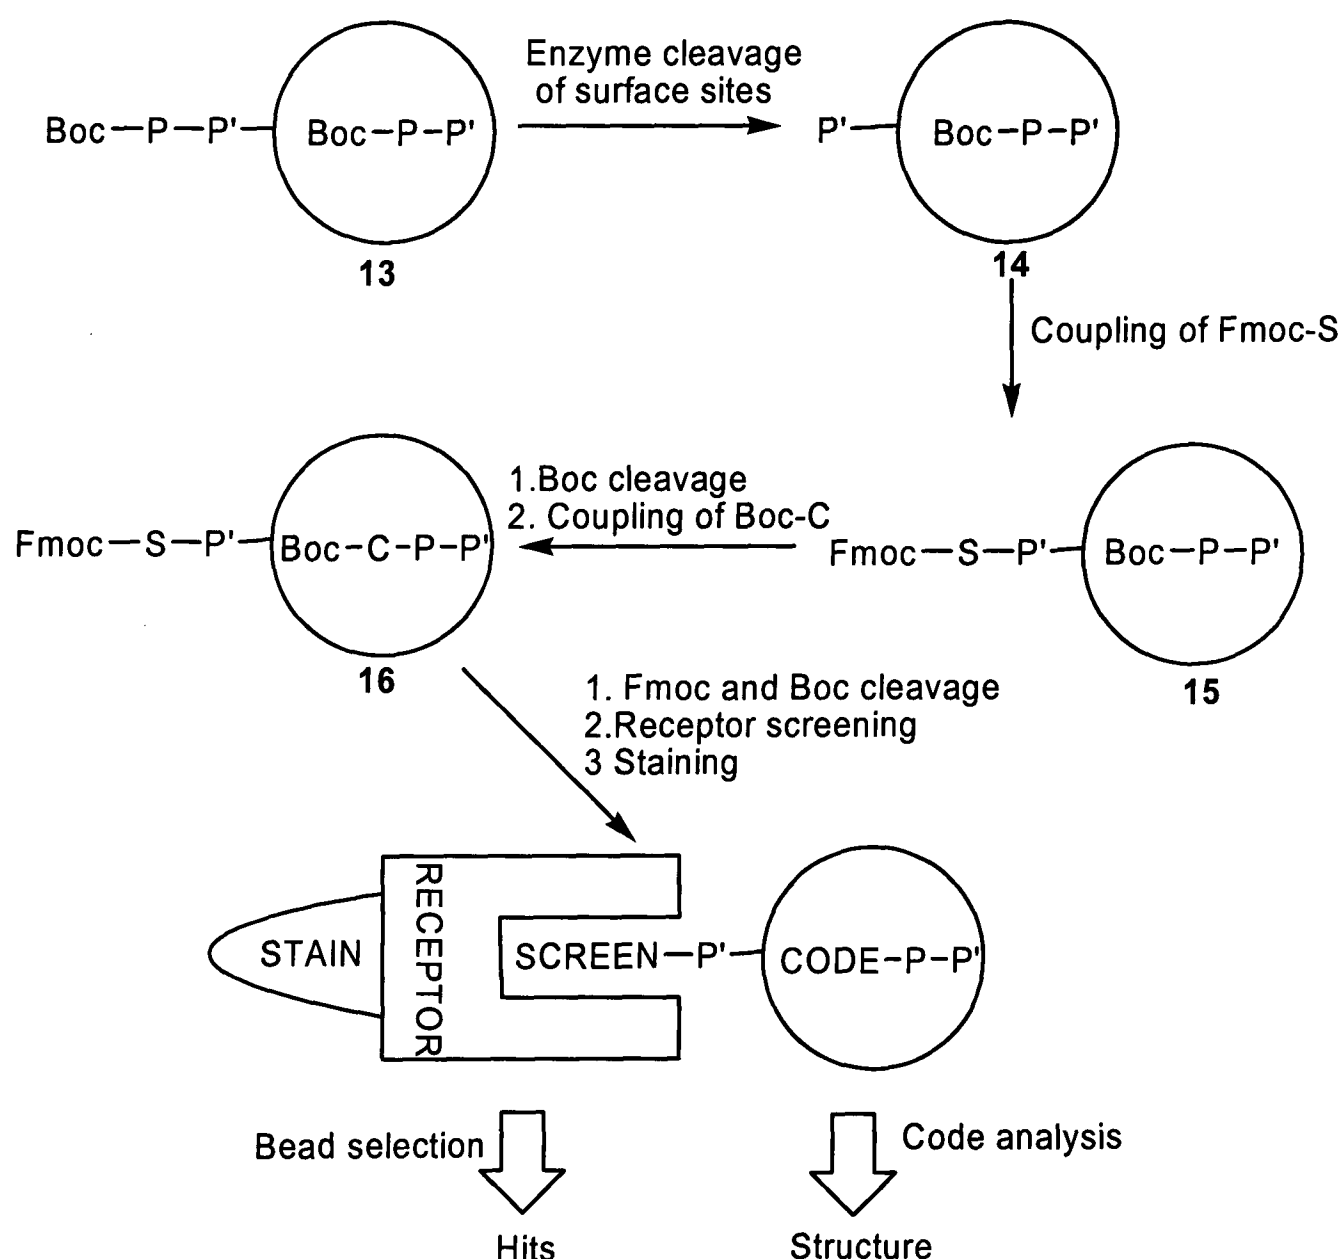 Enzyme cleavage
of surface sites
Boc—P—P'—
Boc-P-P'
P'—
Boc-P-P'
13
14
Coupling of Fmoc-S
1.Boc cleavage
2. Coupling of Boc-C
Fmoc—S—P'—
Boc-C-P-P'
Fmoc—S—P'—
Boc—P—P'
16
15
1. Fmoc and Boc cleavage
2.Receptor screening
3 Staining
STAIN
RECEPTOR
SCREEN—P'—
CODE-P-P'
Bead selection
Code analysis
Hits
Structure